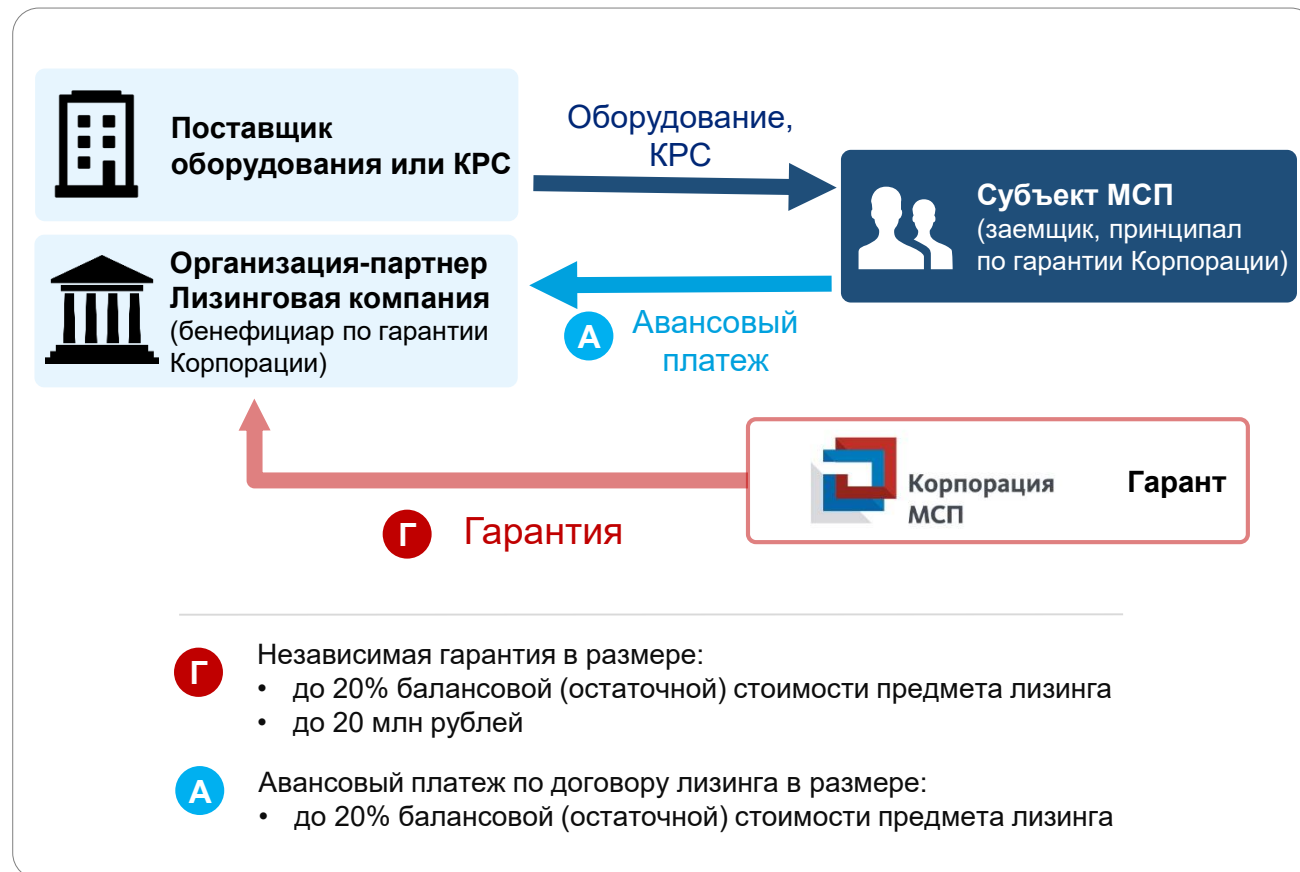 Поставщик
оборудования или КРС
Оборудование,
КРС
Субъект МСП
(заемщик, принципал
по гарантии Корпорации)
Организация-партнер
Лизинговая компания
(бенефициар по гарантии
Корпорации)
А
Авансовый
платеж
Корпорация
МСП
Гарант
Г Гарантия
Г
Независимая гарантия в размере:
• до 20% балансовой (остаточной) стоимости предмета лизинга
• до 20 млн рублей
А
Авансовый платеж по договору лизинга в размере:
• до 20% балансовой (остаточной) стоимости предмета лизинга